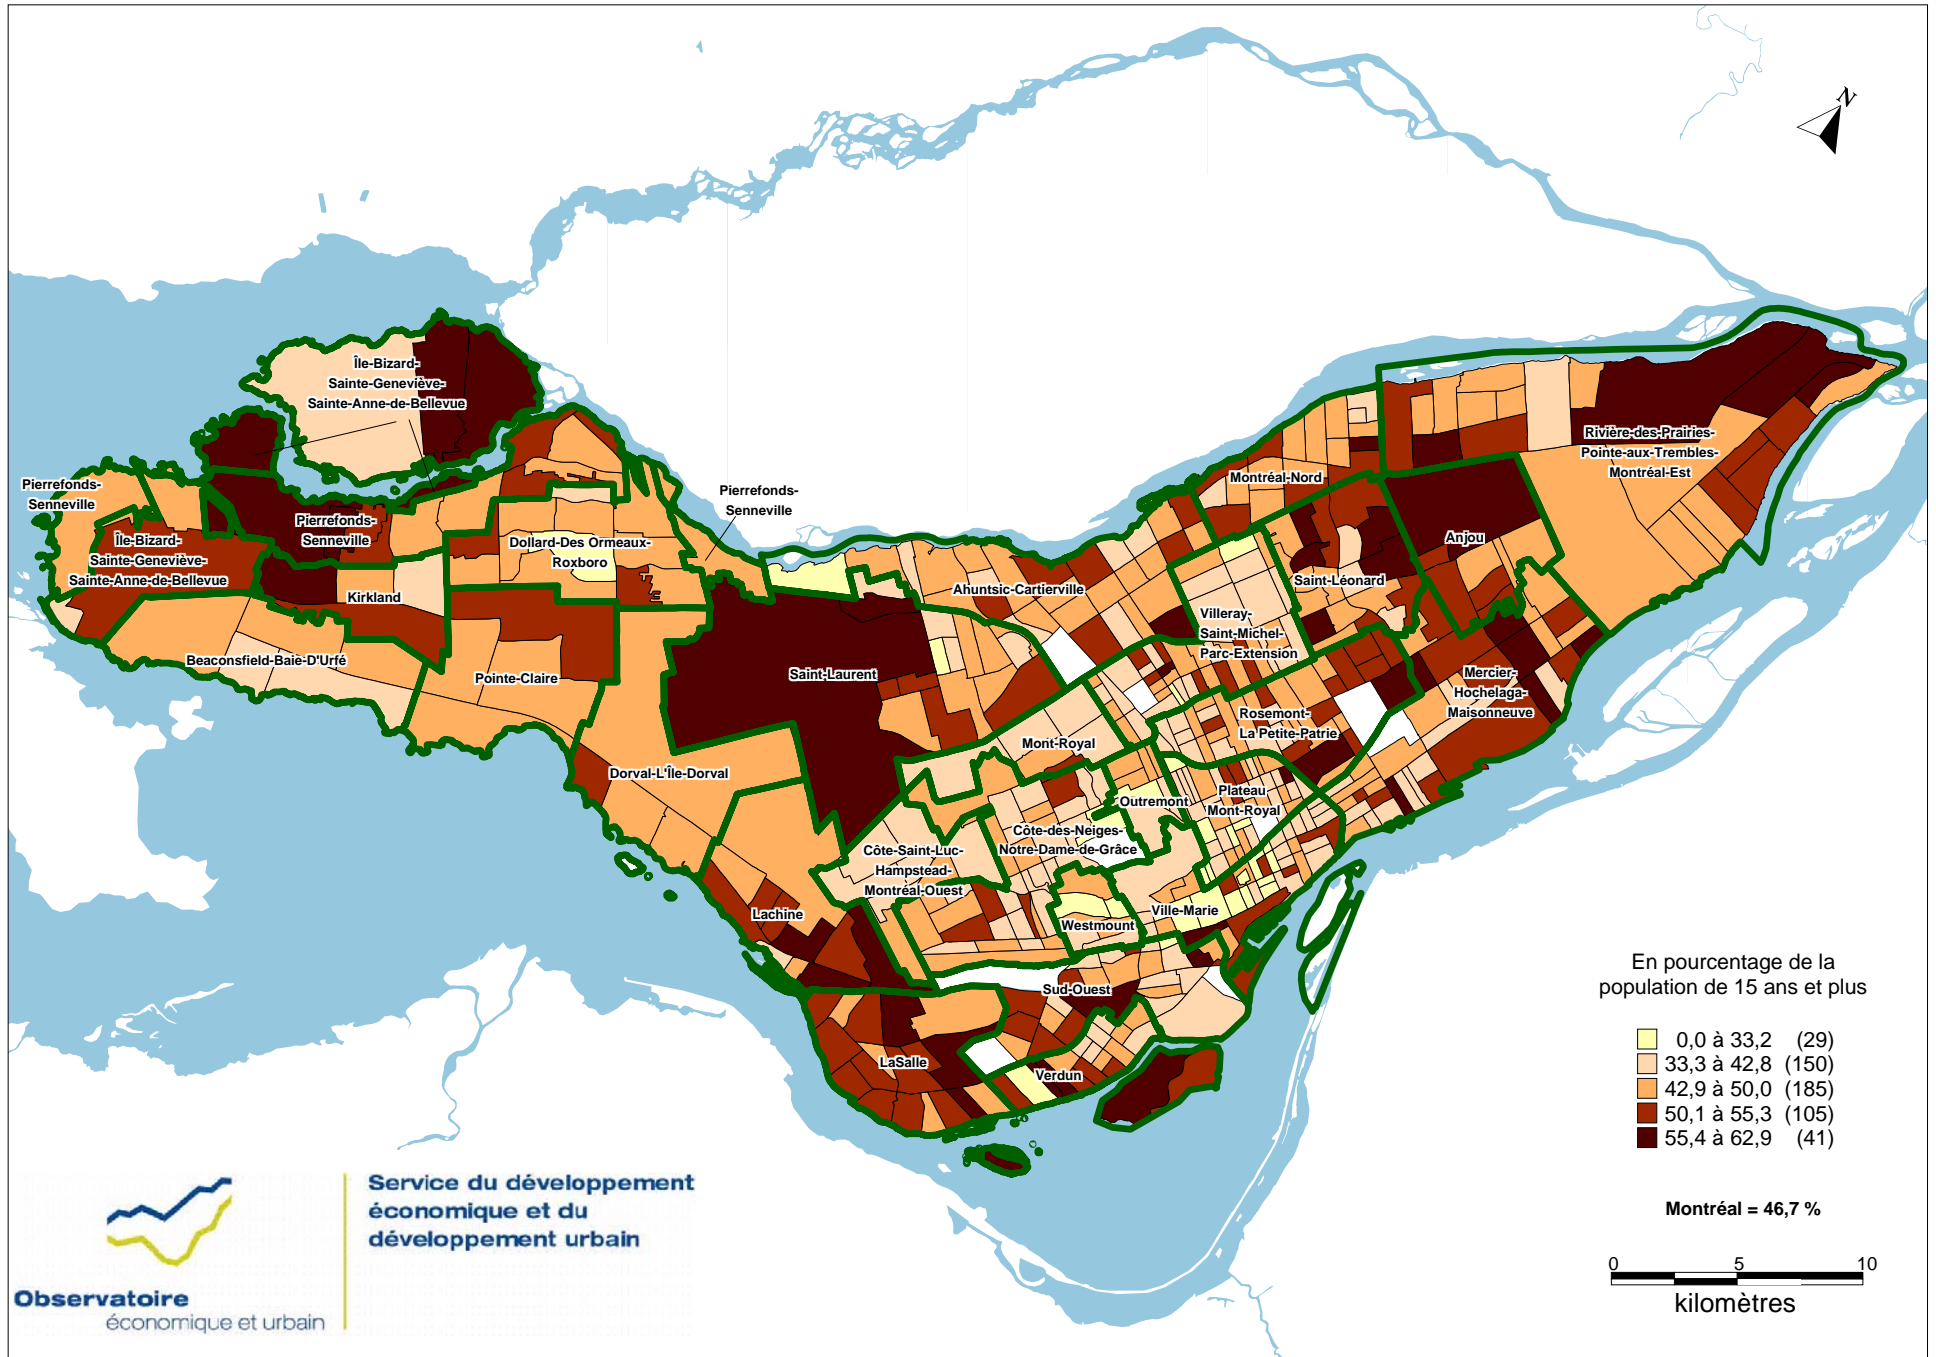 N
Île-Bizard-
Sainte-Geneviève-
Sainte-Anne-de-Bellevue
Pierrefonds-
Senneville
Pierrefonds-
Senneville
Pierrefonds-
Senneville
Île-Bizard-
Sainte-Geneviève-
Sainte-Anne-de-Bellevue
Dollard-Des Ormeaux-
Roxboro
Kirkland
Beaconsfield-Baie-D'Urfé
Pointe-Claire
Dorval-L'Île-Dorval
Saint-Laurent
Ahuntsic-Cartierville
Montréal-Nord
Rivière-des-Prairies-
Pointe-aux-Trembles-
Montréal-Est
Anjou
Saint-Léonard
Villeray-
Saint-Michel-
Parc-Extension
Mercier-
Hochelaga-
Maisonneuve
Rosemont-
La Petite-Patrie
Mont-Royal
Outremont
Plateau
Mont-Royal
Côte-des-Neiges-
Notre-Dame-de-Grâce
Côte-Saint-Luc-
Hampstead-
Montréal-Ouest
Lachine
Westmount
Ville-Marie
Sud-Ouest
LaSalle
Verdun
En pourcentage de la
population de 15 ans et plus
0,0 à 33,2 (29)
33,3 à 42,8 (150)
42,9 à 50,0 (185)
50,1 à 55,3 (105)
55,4 à 62,9 (41)
Montréal = 46,7 %
0 5 10
kilomètres
Service du développement
économique et du
développement urbain
Observatoire
économique et urbain